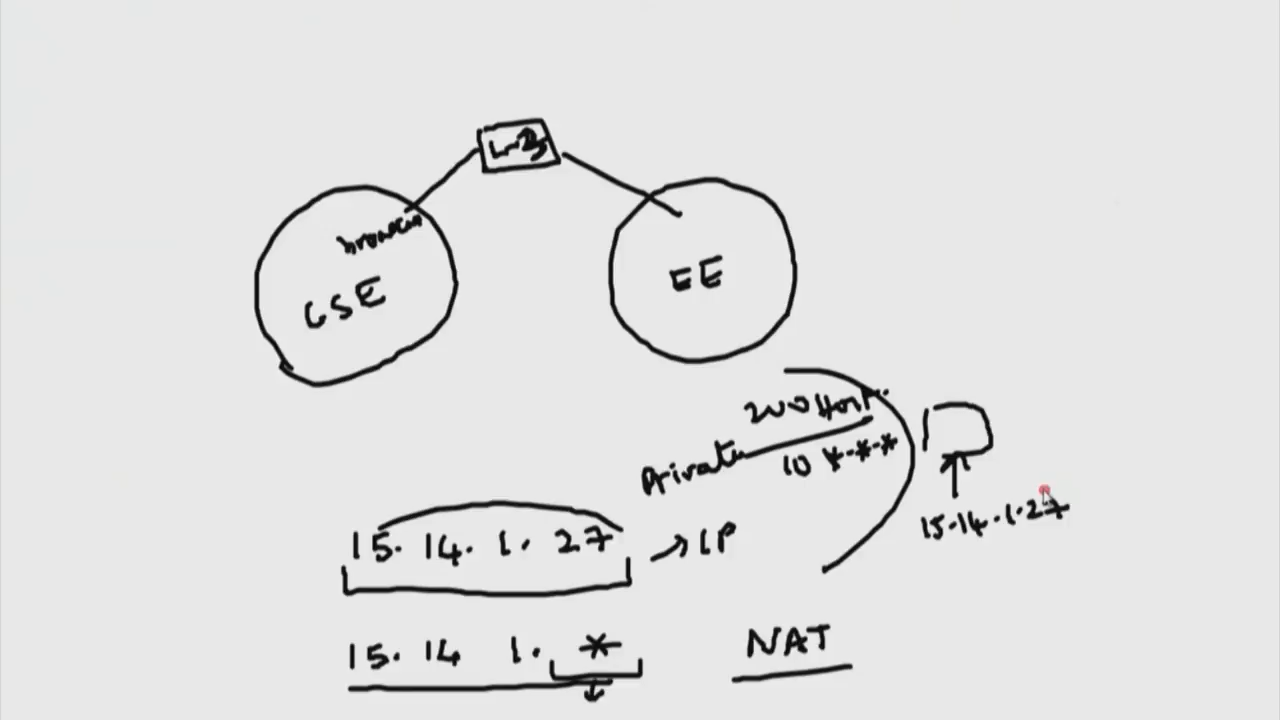 L-3
browser
CSE
EE
200 Host.
Private
10 *.*.*
15.14.1.27
15. 14. 1. 27
→ IP
15. 14 1. *
NAT